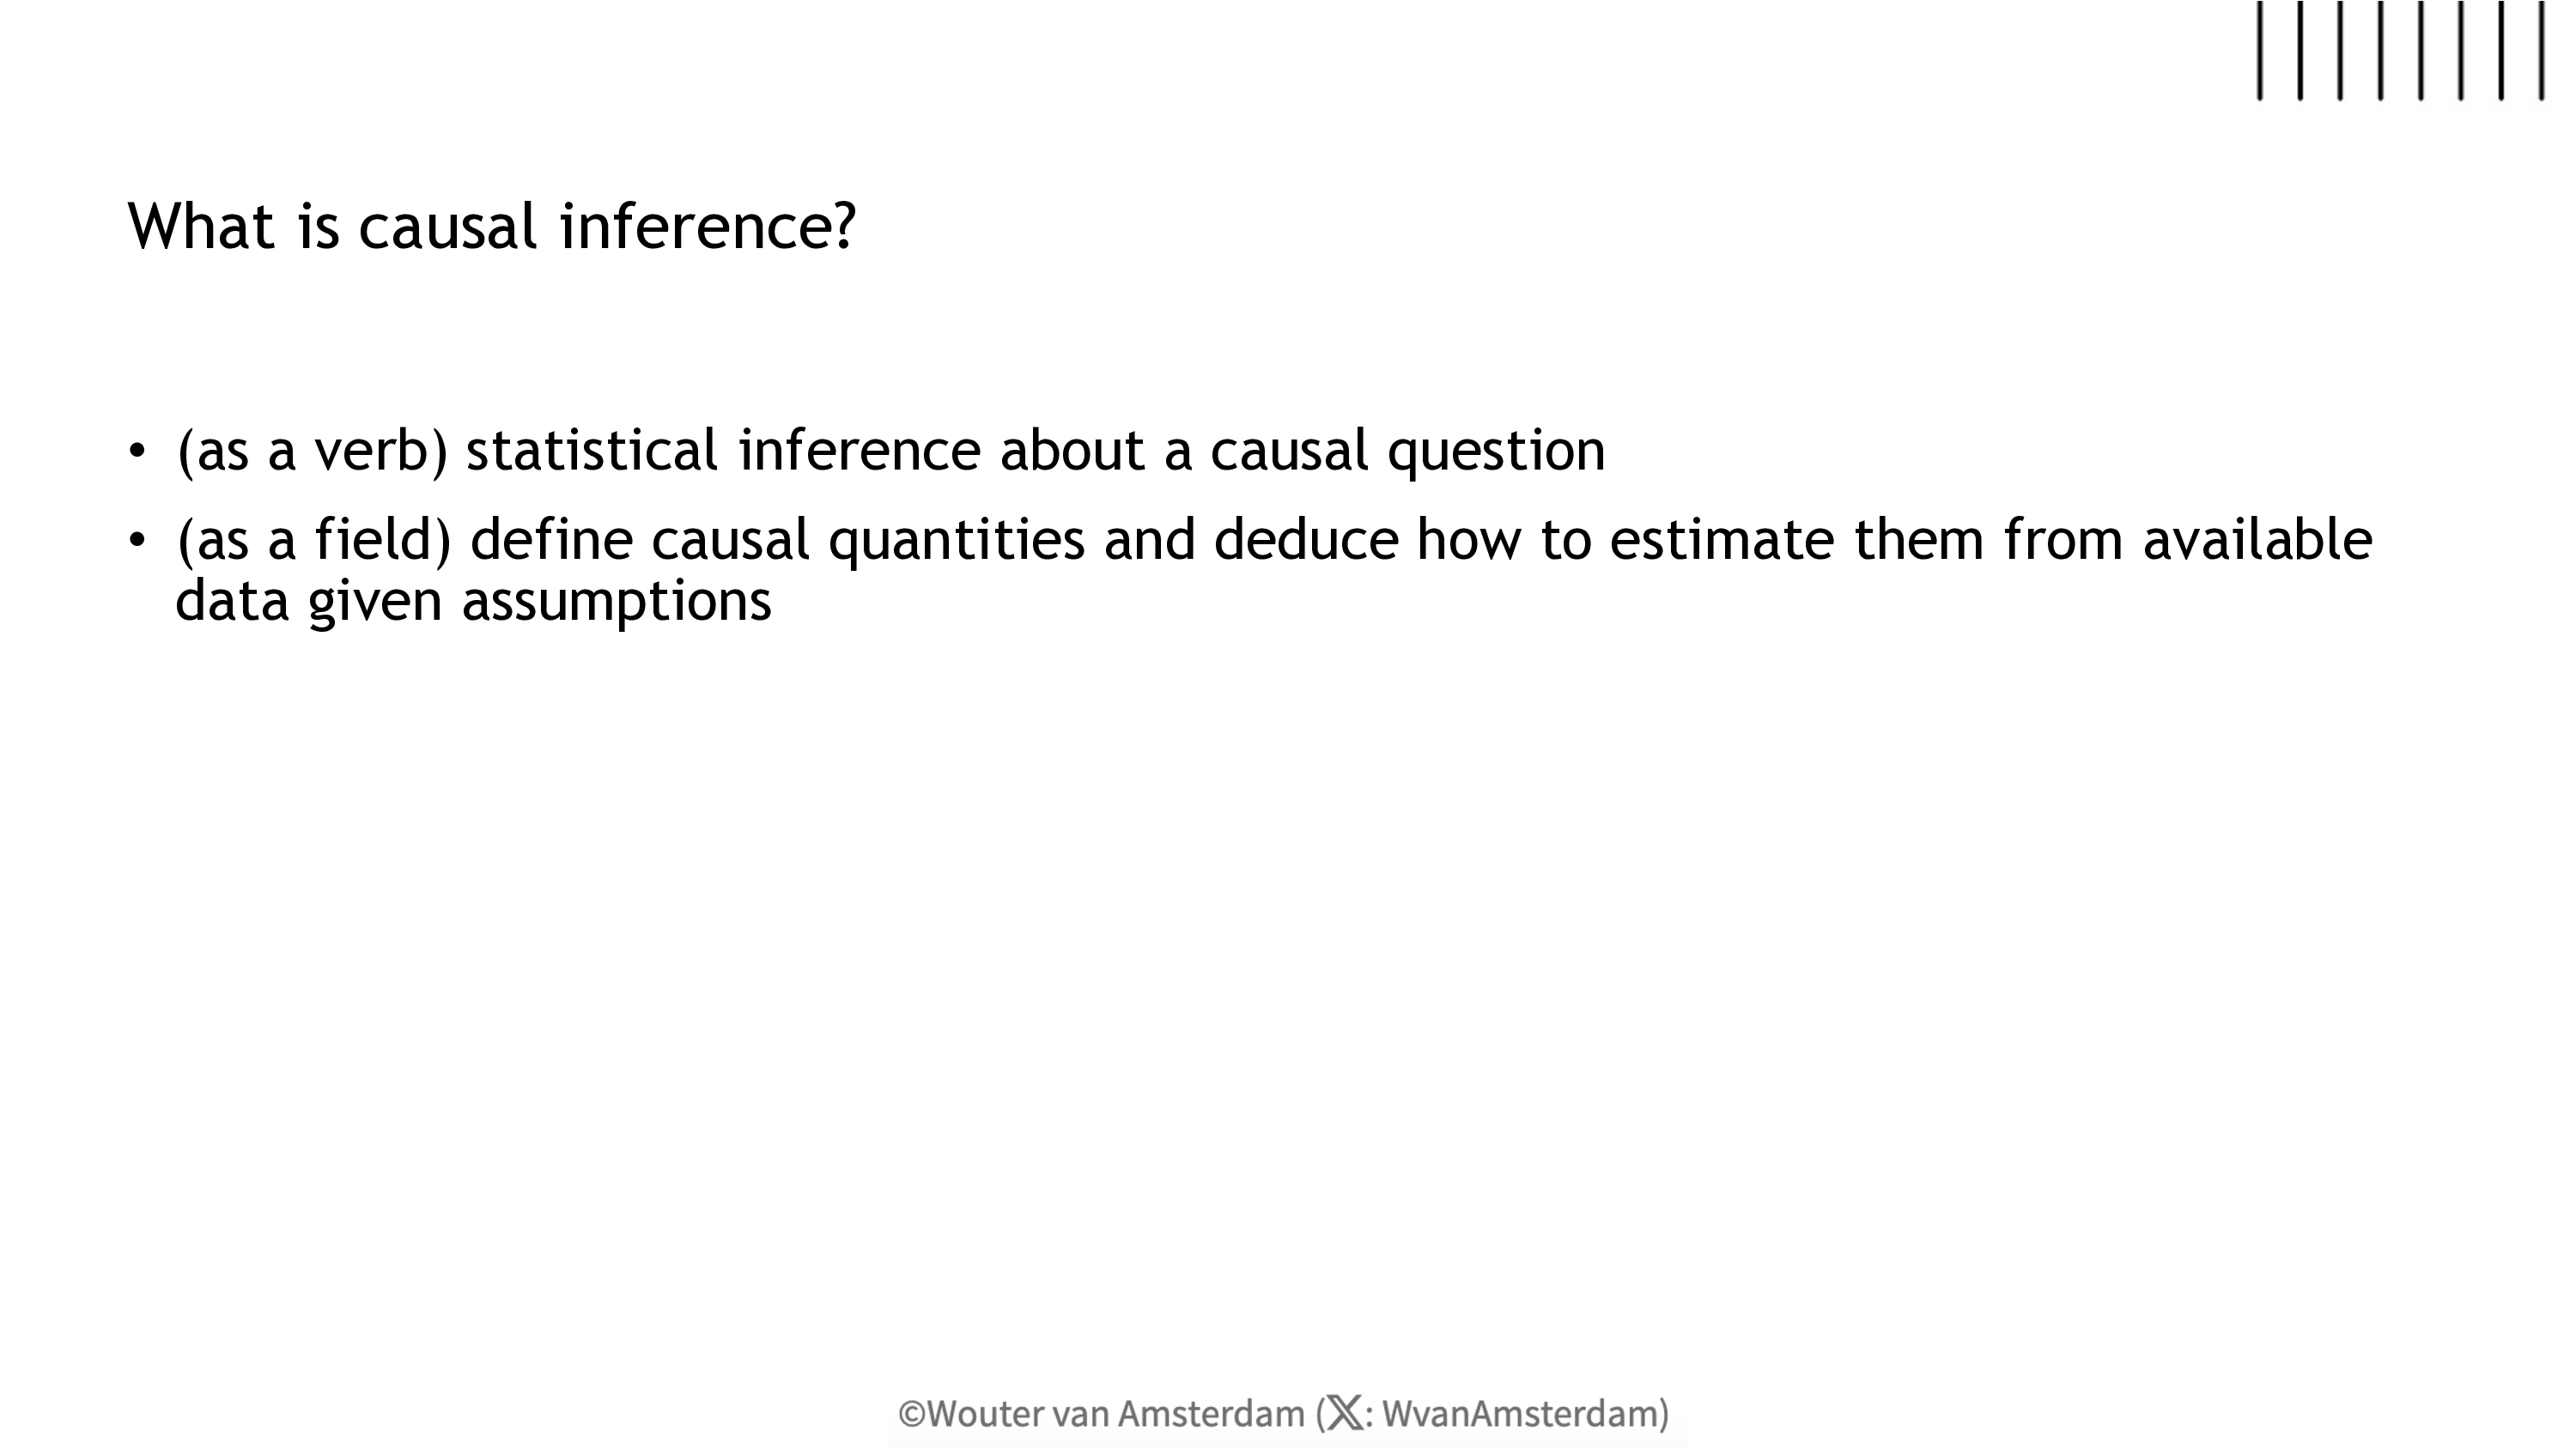 What is causal inference?
• (as a verb) statistical inference about a causal question
• (as a field) define causal quantities and deduce how to estimate them from available
data given assumptions
©Wouter van Amsterdam (𝕏: WvanAmsterdam)